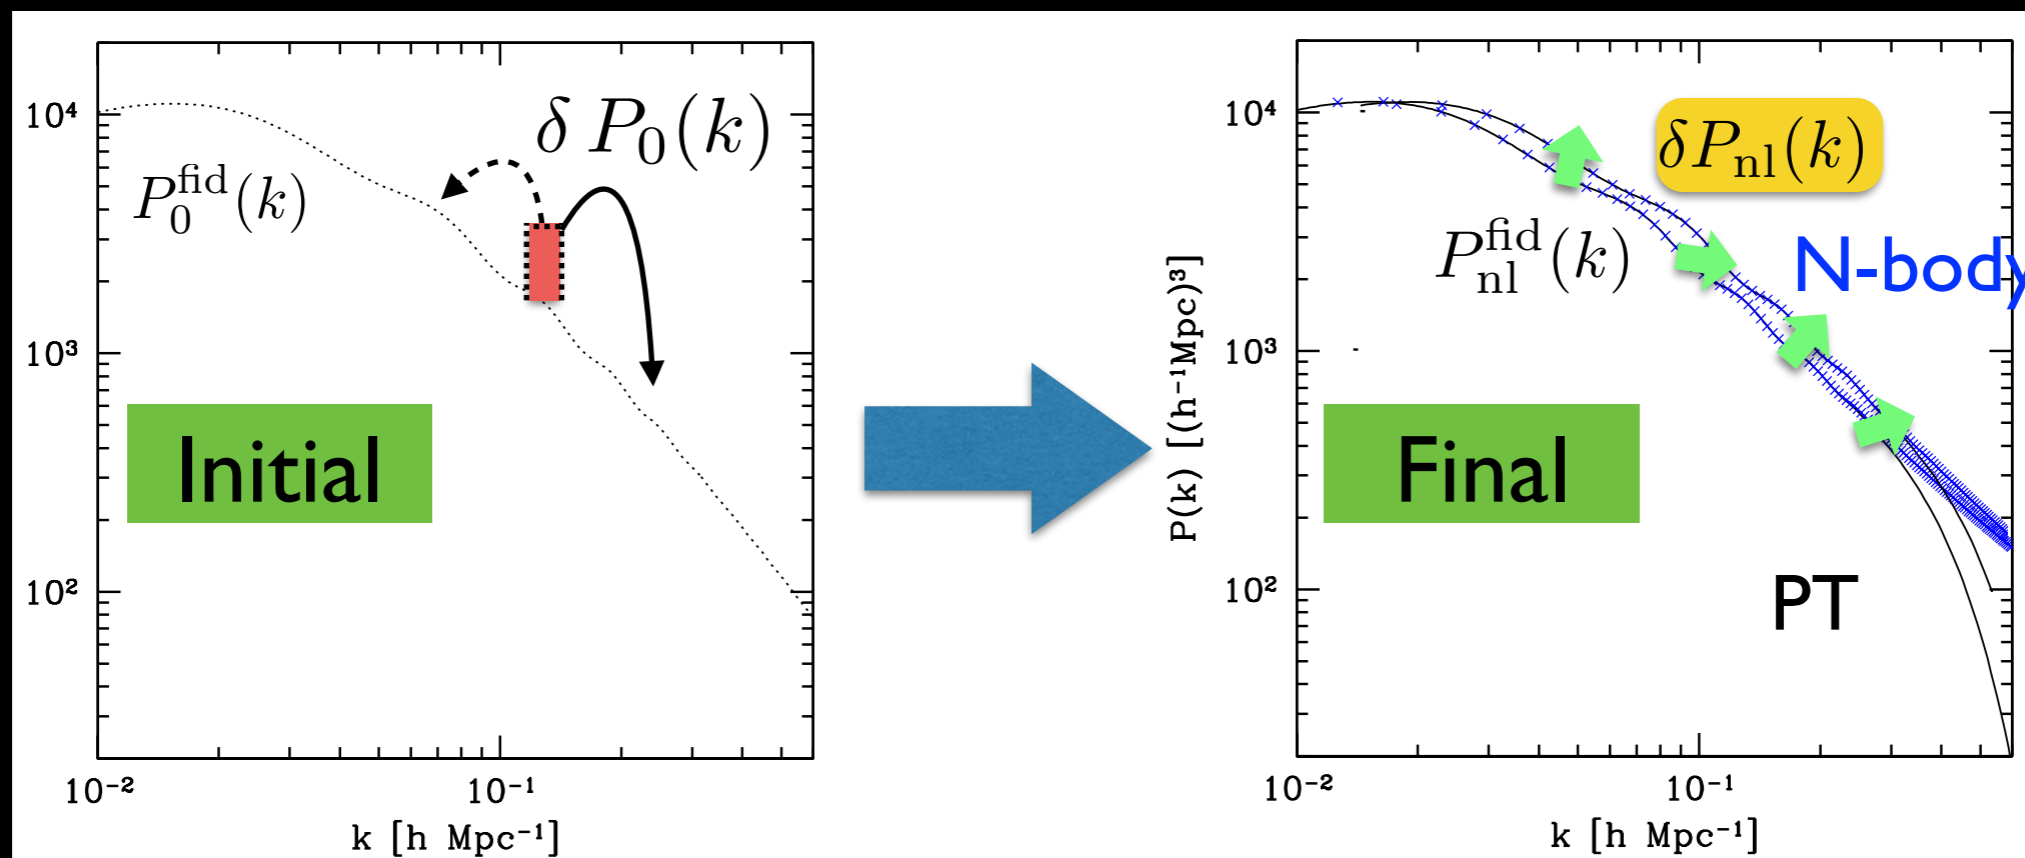 10⁴
10³
10²
10⁻²
10⁻¹
k [h Mpc⁻¹]
P₀^fid(k)
δ P₀(k)
Initial
P(k) [(h⁻¹Mpc)³]
10⁴
10³
10²
10⁻²
10⁻¹
k [h Mpc⁻¹]
δP_nl(k)
P_nl^fid(k)
N-body
Final
PT